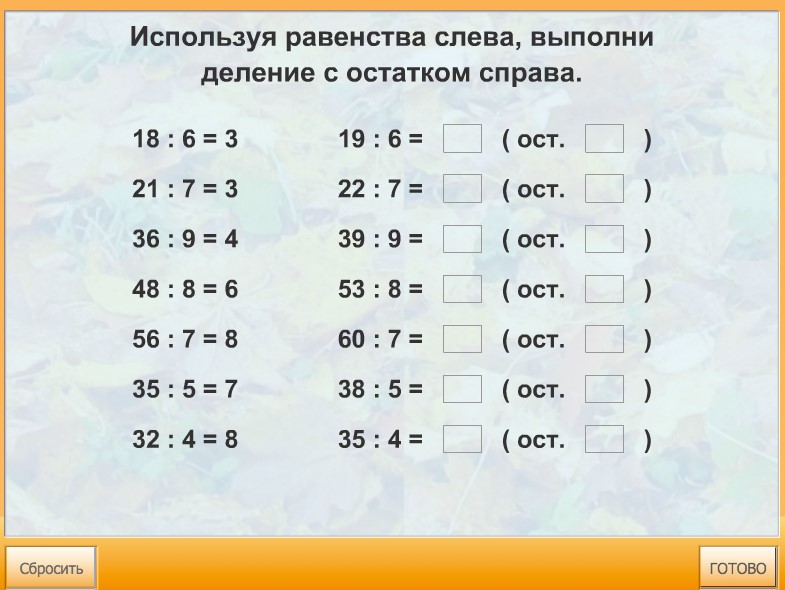 Используя равенства слева, выполни
деление с остатком справа.
18 : 6 = 3 19 : 6 = ( ост. )
21 : 7 = 3 22 : 7 = ( ост. )
36 : 9 = 4 39 : 9 = ( ост. )
48 : 8 = 6 53 : 8 = ( ост. )
56 : 7 = 8 60 : 7 = ( ост. )
35 : 5 = 7 38 : 5 = ( ост. )
32 : 4 = 8 35 : 4 = ( ост. )
Сбросить ГОТОВО